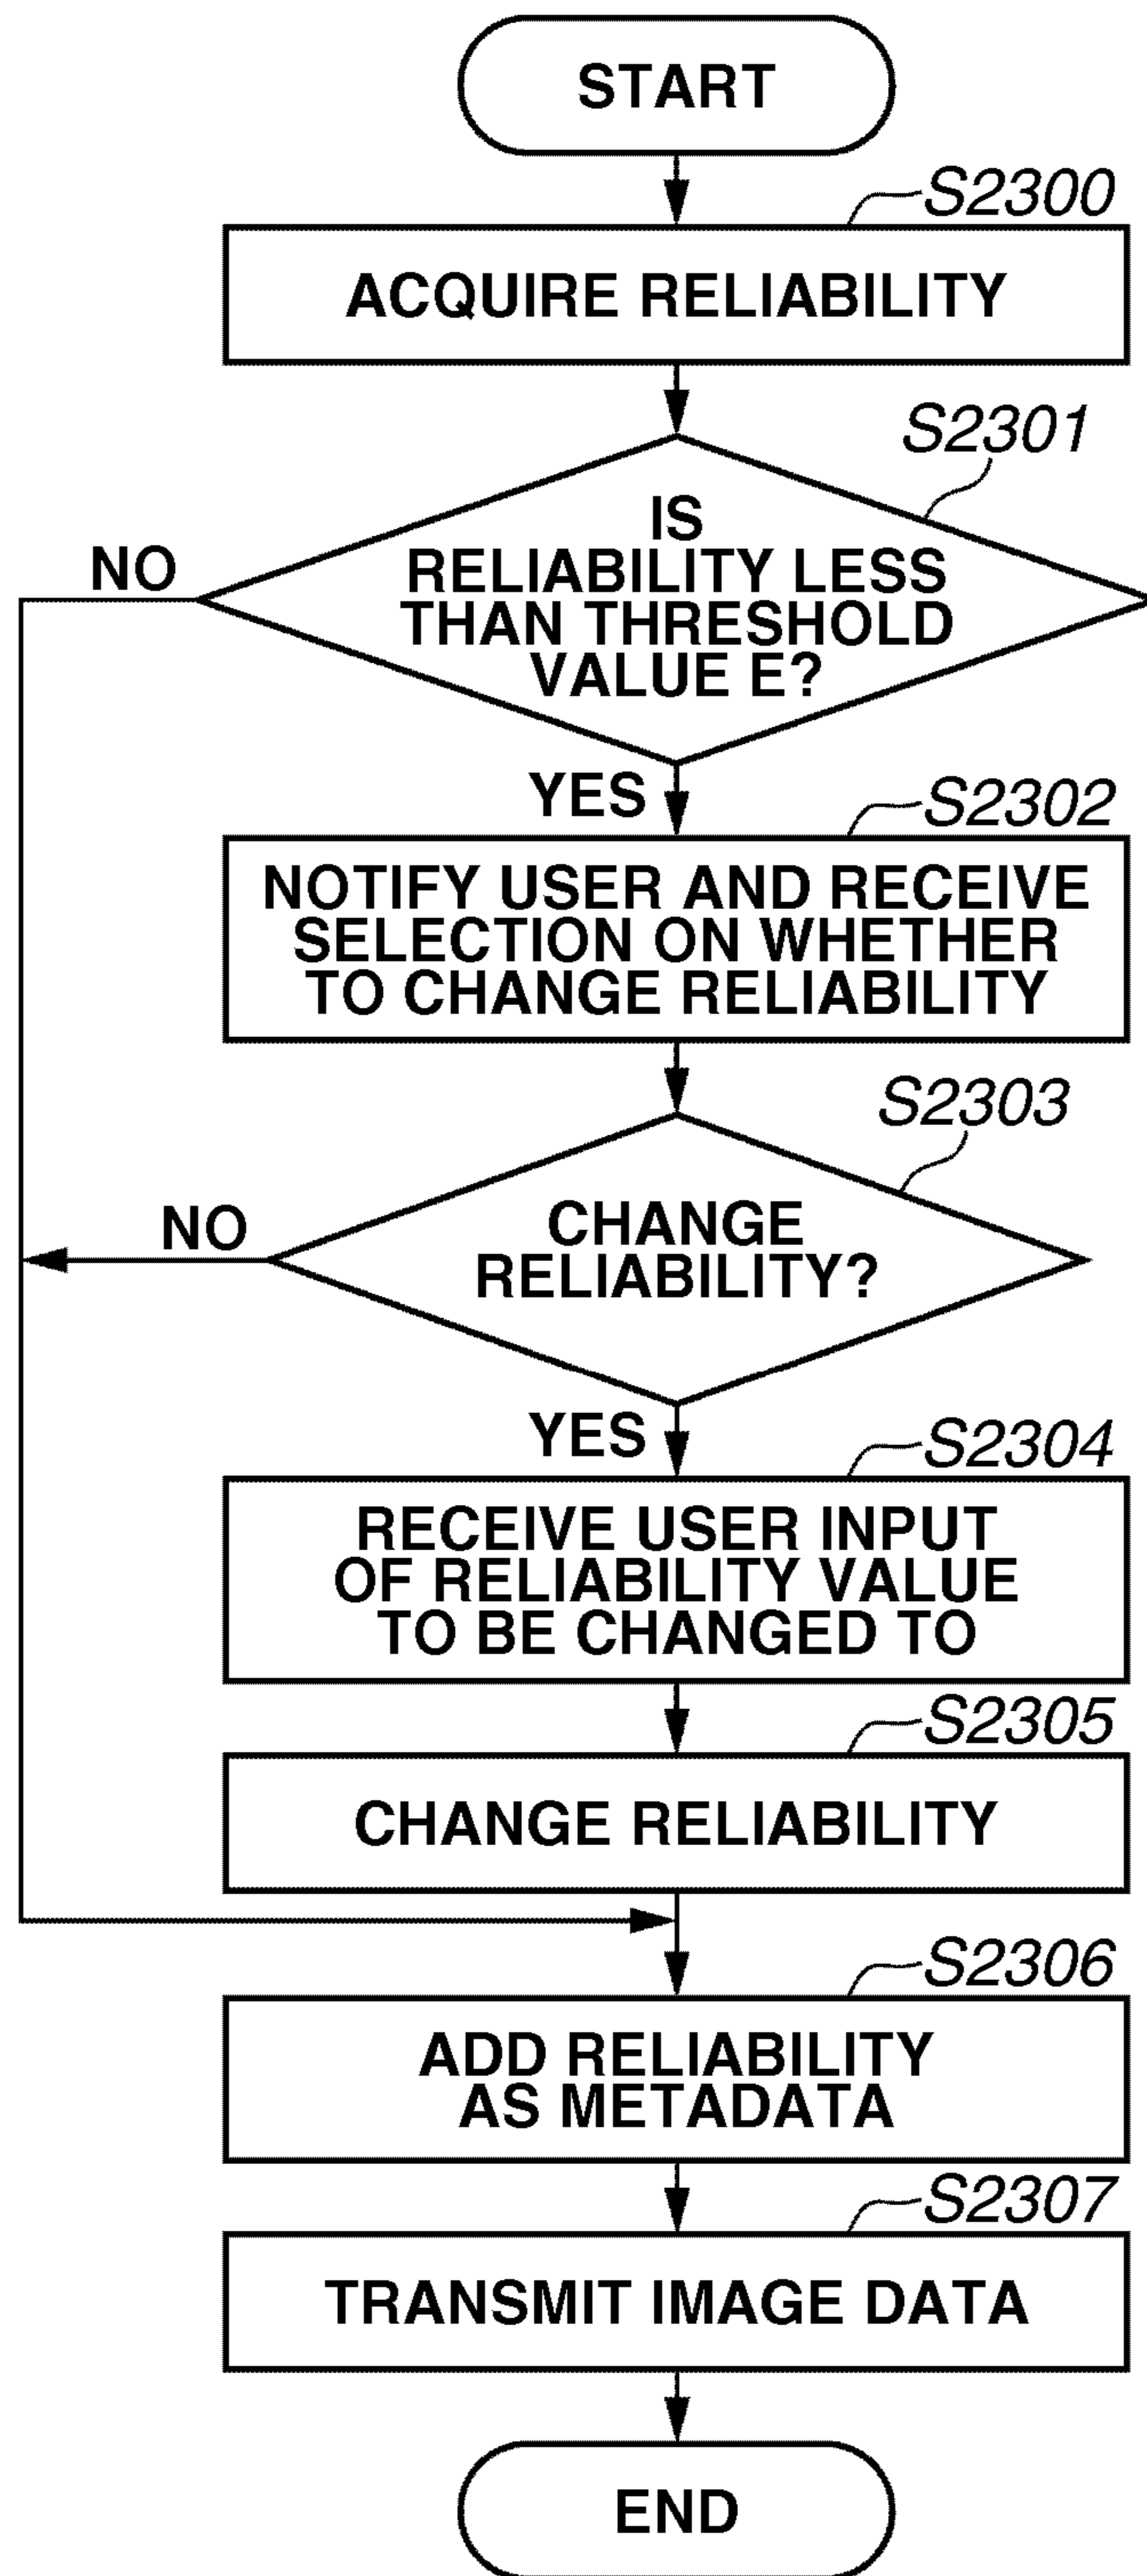 START
S2300
ACQUIRE RELIABILITY
S2301
IS
RELIABILITY LESS
THAN THRESHOLD
VALUE E?
NO
YES
S2302
NOTIFY USER AND RECEIVE
SELECTION ON WHETHER
TO CHANGE RELIABILITY
S2303
CHANGE
RELIABILITY?
NO
YES
S2304
RECEIVE USER INPUT
OF RELIABILITY VALUE
TO BE CHANGED TO
S2305
CHANGE RELIABILITY
S2306
ADD RELIABILITY
AS METADATA
S2307
TRANSMIT IMAGE DATA
END